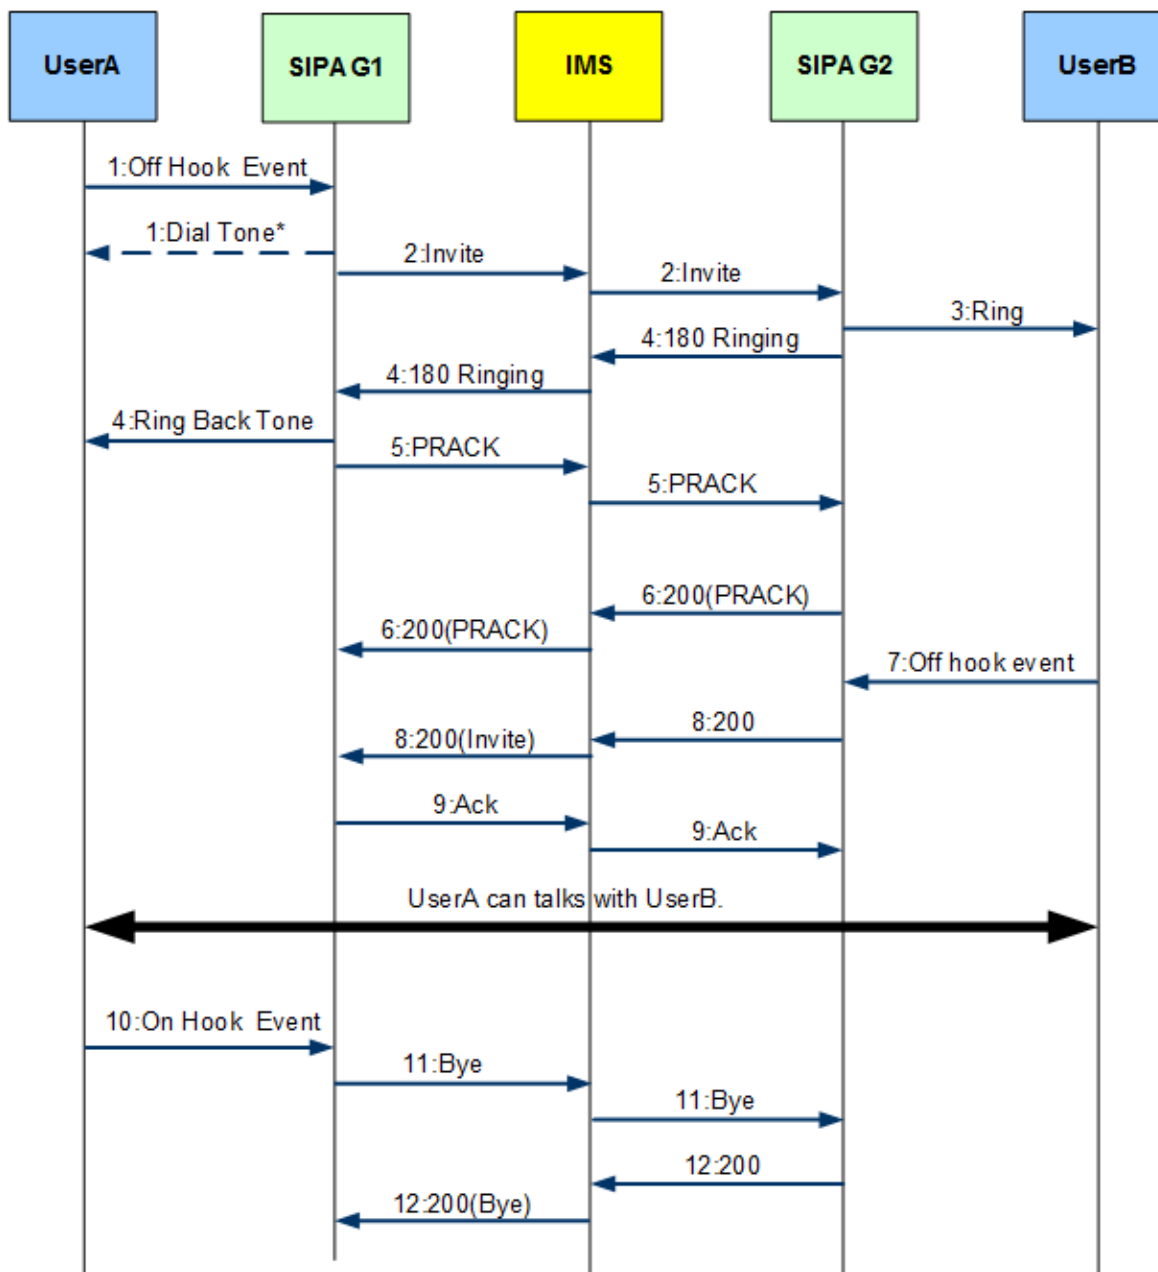 UserA
SIPA G1
IMS
SIPA G2
UserB
1:Off Hook Event
1:Dial Tone*
2:Invite
2:Invite
3:Ring
4:180 Ringing
4:180 Ringing
4:Ring Back Tone
5:PRACK
5:PRACK
6:200(PRACK)
6:200(PRACK)
7:Off hook event
8:200
8:200(Invite)
9:Ack
9:Ack
UserA can talks with UserB.
10:On Hook Event
11:Bye
11:Bye
12:200
12:200(Bye)